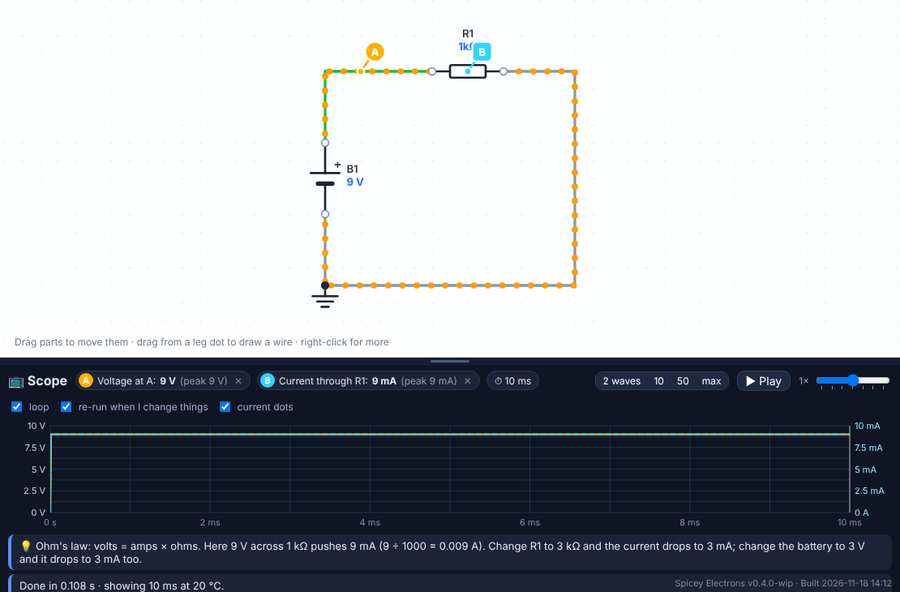 R1
1k
A
B
+
B1
9 V
Drag parts to move them · drag from a leg dot to draw a wire · right-click for more
Scope
A Voltage at A: 9 V (peak 9 V) ×
B Current through R1: 9 mA (peak 9 mA) ×
10 ms
2 waves 10 50 max
Play
1×
loop
re-run when I change things
current dots
10 V
7.5 V
5 V
2.5 V
0 V
10 mA
7.5 mA
5 mA
2.5 mA
0 A
0 s
2 ms
4 ms
6 ms
8 ms
10 ms
Ohm's law: volts = amps × ohms. Here 9 V across 1 kΩ pushes 9 mA (9 ÷ 1000 = 0.009 A). Change R1 to 3 kΩ and the current drops to 3 mA; change the battery to 3 V
and it drops to 3 mA too.
Done in 0.108 s · showing 10 ms at 20 °C.
Spicey Electrons v0.4.0-wip · Built 2026-11-18 14:12